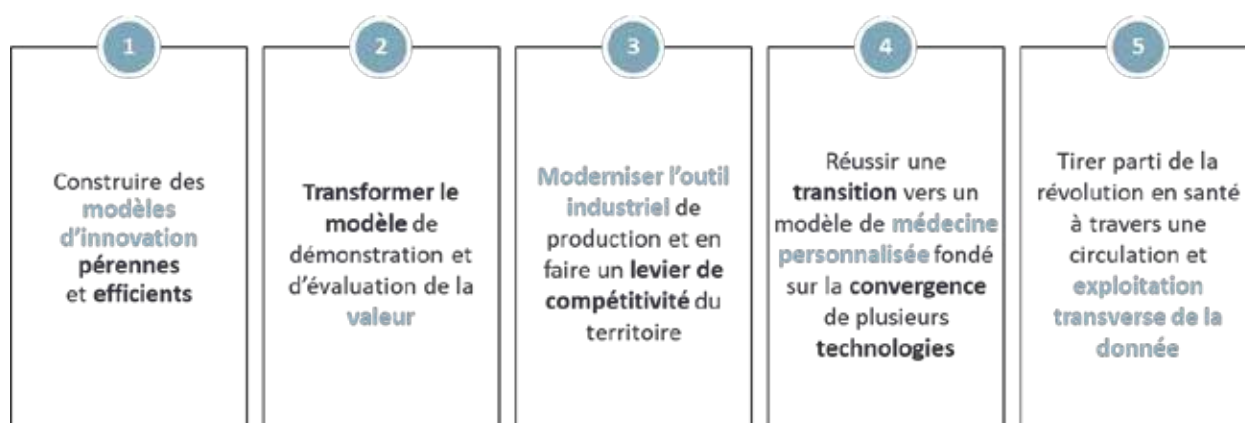 1
Construire des
modèles
d'innovation
pérennes
et efficients
2
Transformer le
modèle de
démonstration et
d'évaluation de la
valeur
3
Moderniser l'outil
industriel de
production et en
faire un levier de
compétitivité du
territoire
4
Réussir une
transition vers un
modèle de médecine
personnalisée fondé
sur la convergence
de plusieurs
technologies
5
Tirer parti de la
révolution en santé
à travers une
circulation et
exploitation
transverse de la
donnée